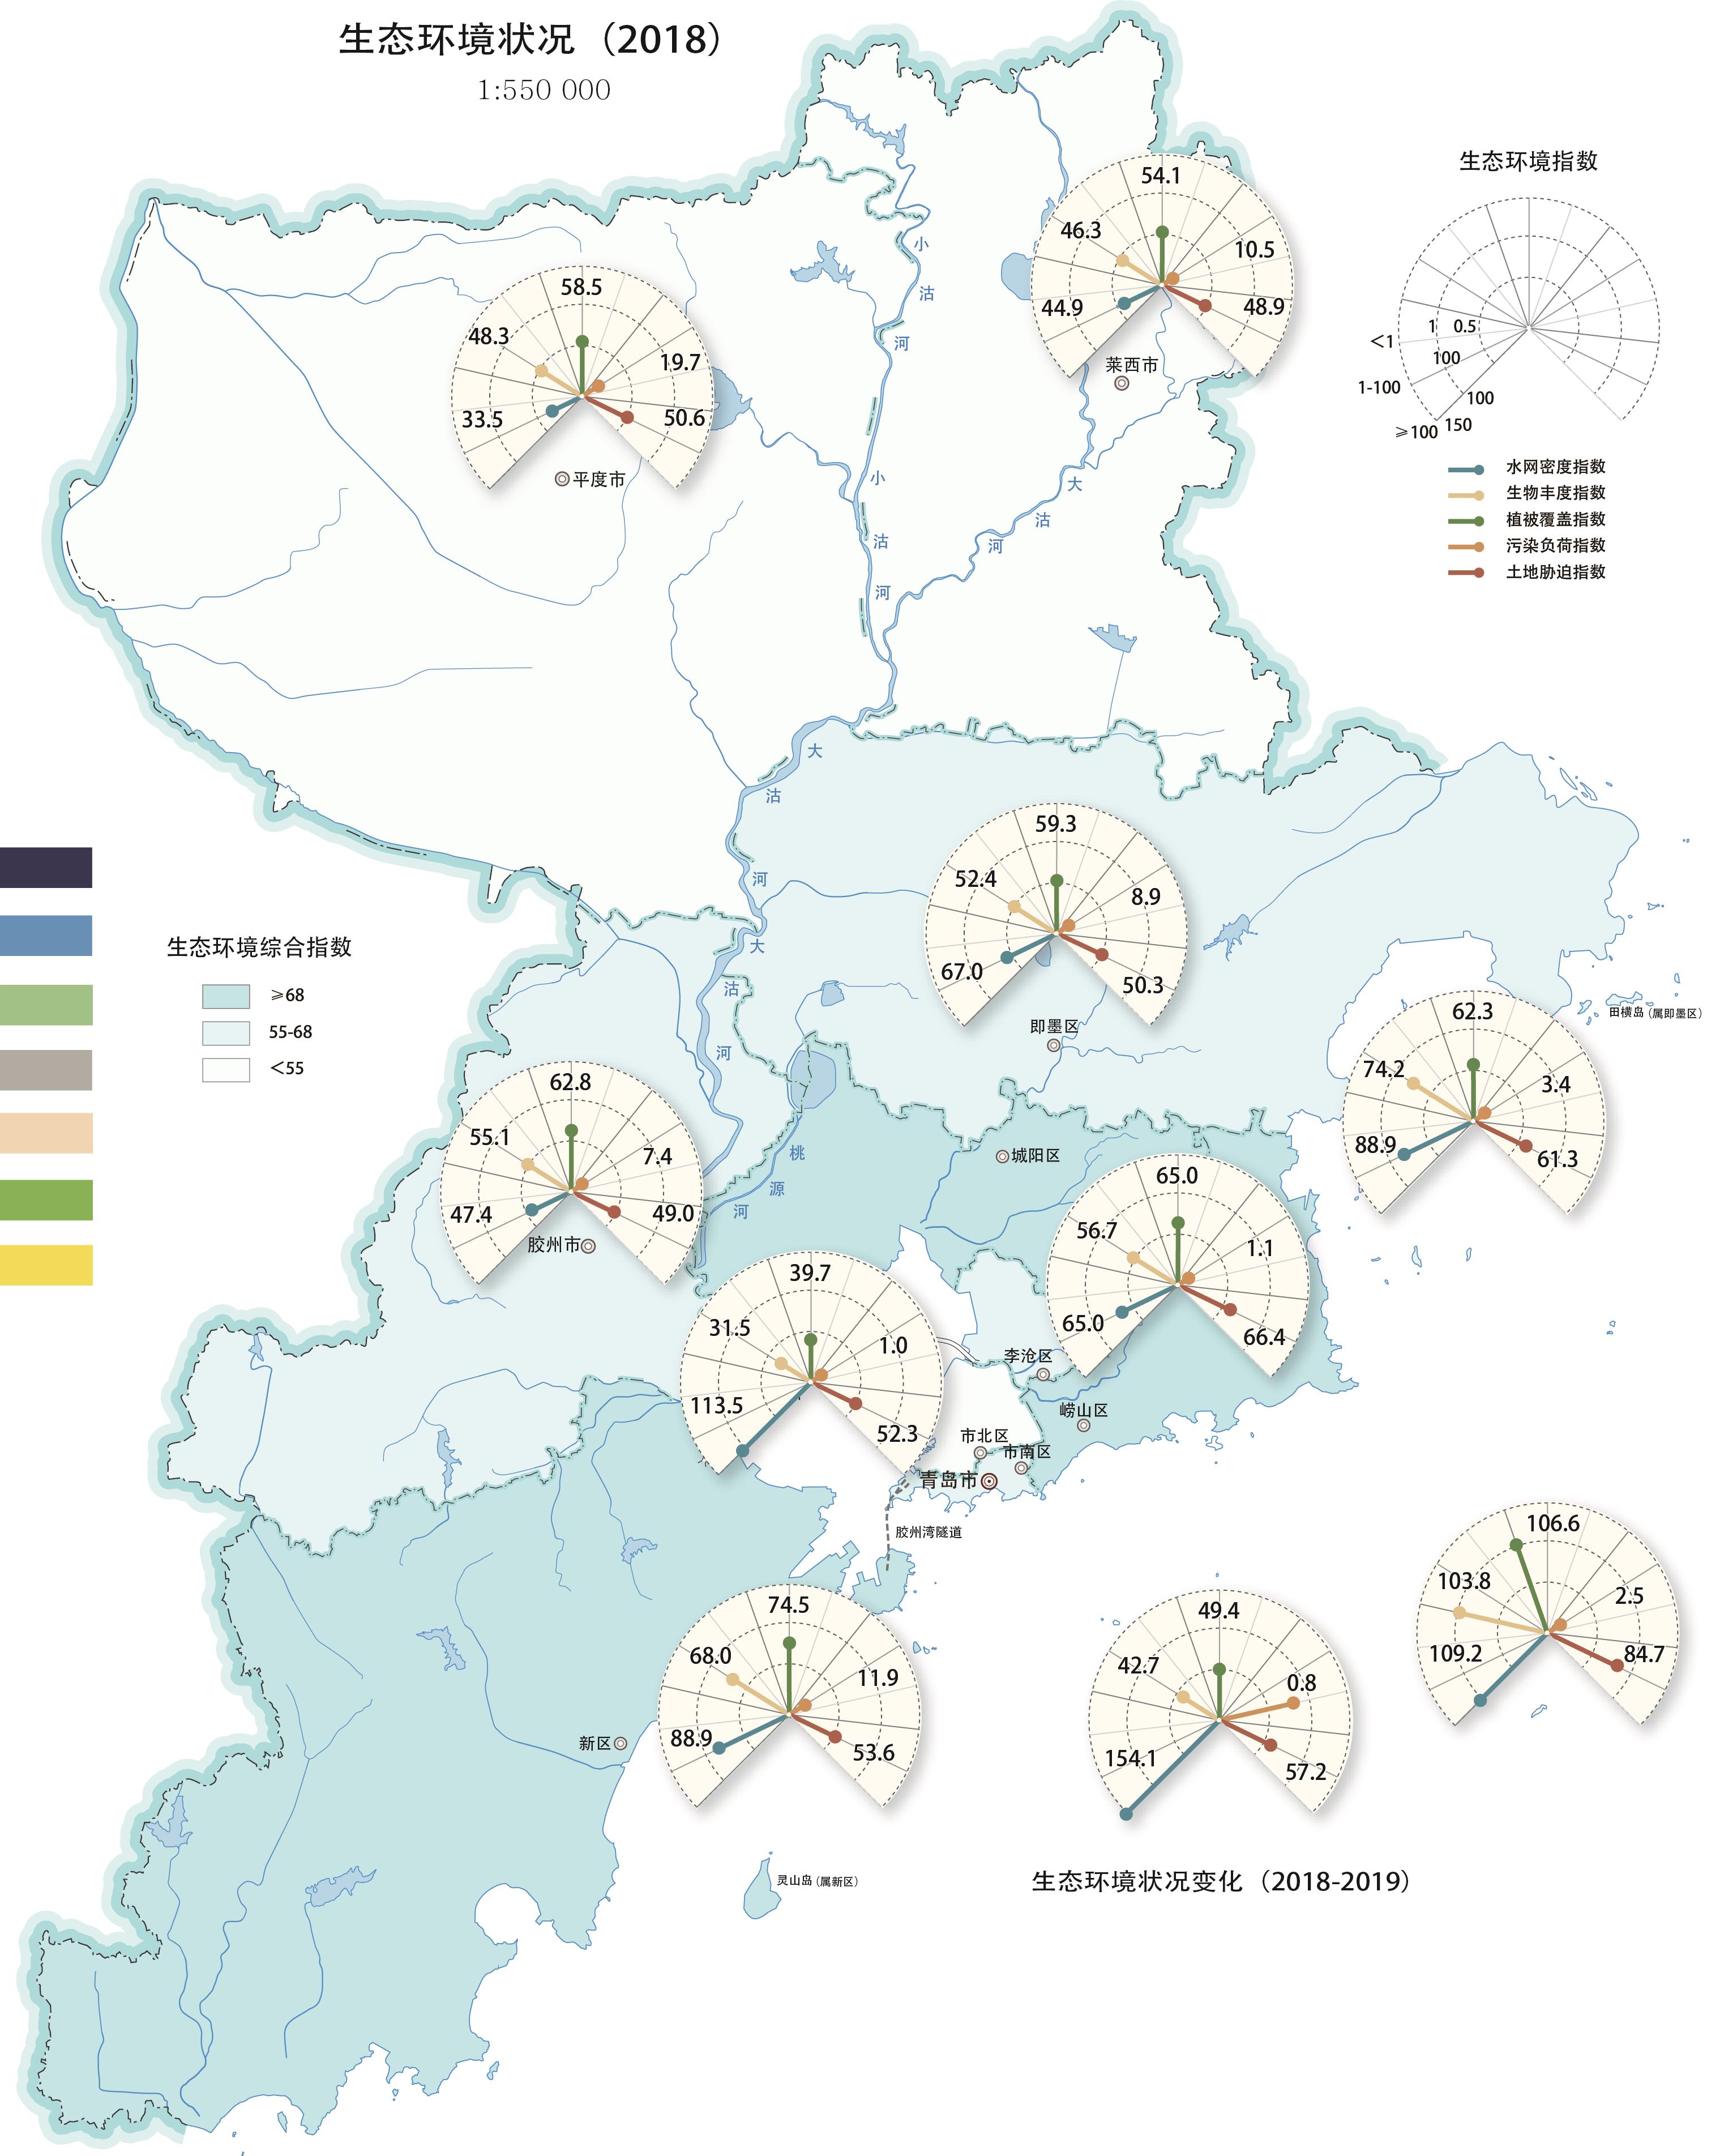 生态环境状况（2018）
1:550 000
生态环境指数
1
0.5
<1
100
1-100
100
≥100
150
水网密度指数
生物丰度指数
植被覆盖指数
污染负荷指数
土地胁迫指数
54.1
46.3
10.5
44.9
48.9
莱西市
58.5
48.3
19.7
33.5
50.6
平度市
小
沽
河
小
沽
河
大
沽
河
大
沽
河
大
沽
河
59.3
52.4
8.9
67.0
50.3
即墨区
田横岛（属即墨区）
生态环境综合指数
≥68
55-68
<55
62.3
74.2
3.4
88.9
61.3
62.8
55.1
7.4
47.4
49.0
胶州市
桃
源
河
城阳区
65.0
56.7
1.1
65.0
66.4
39.7
31.5
1.0
113.5
52.3
李沧区
崂山区
市北区
市南区
青岛市
胶州湾隧道
74.5
68.0
11.9
88.9
53.6
新区
49.4
42.7
0.8
154.1
57.2
106.6
103.8
2.5
109.2
84.7
灵山岛（属新区）
生态环境状况变化（2018-2019）